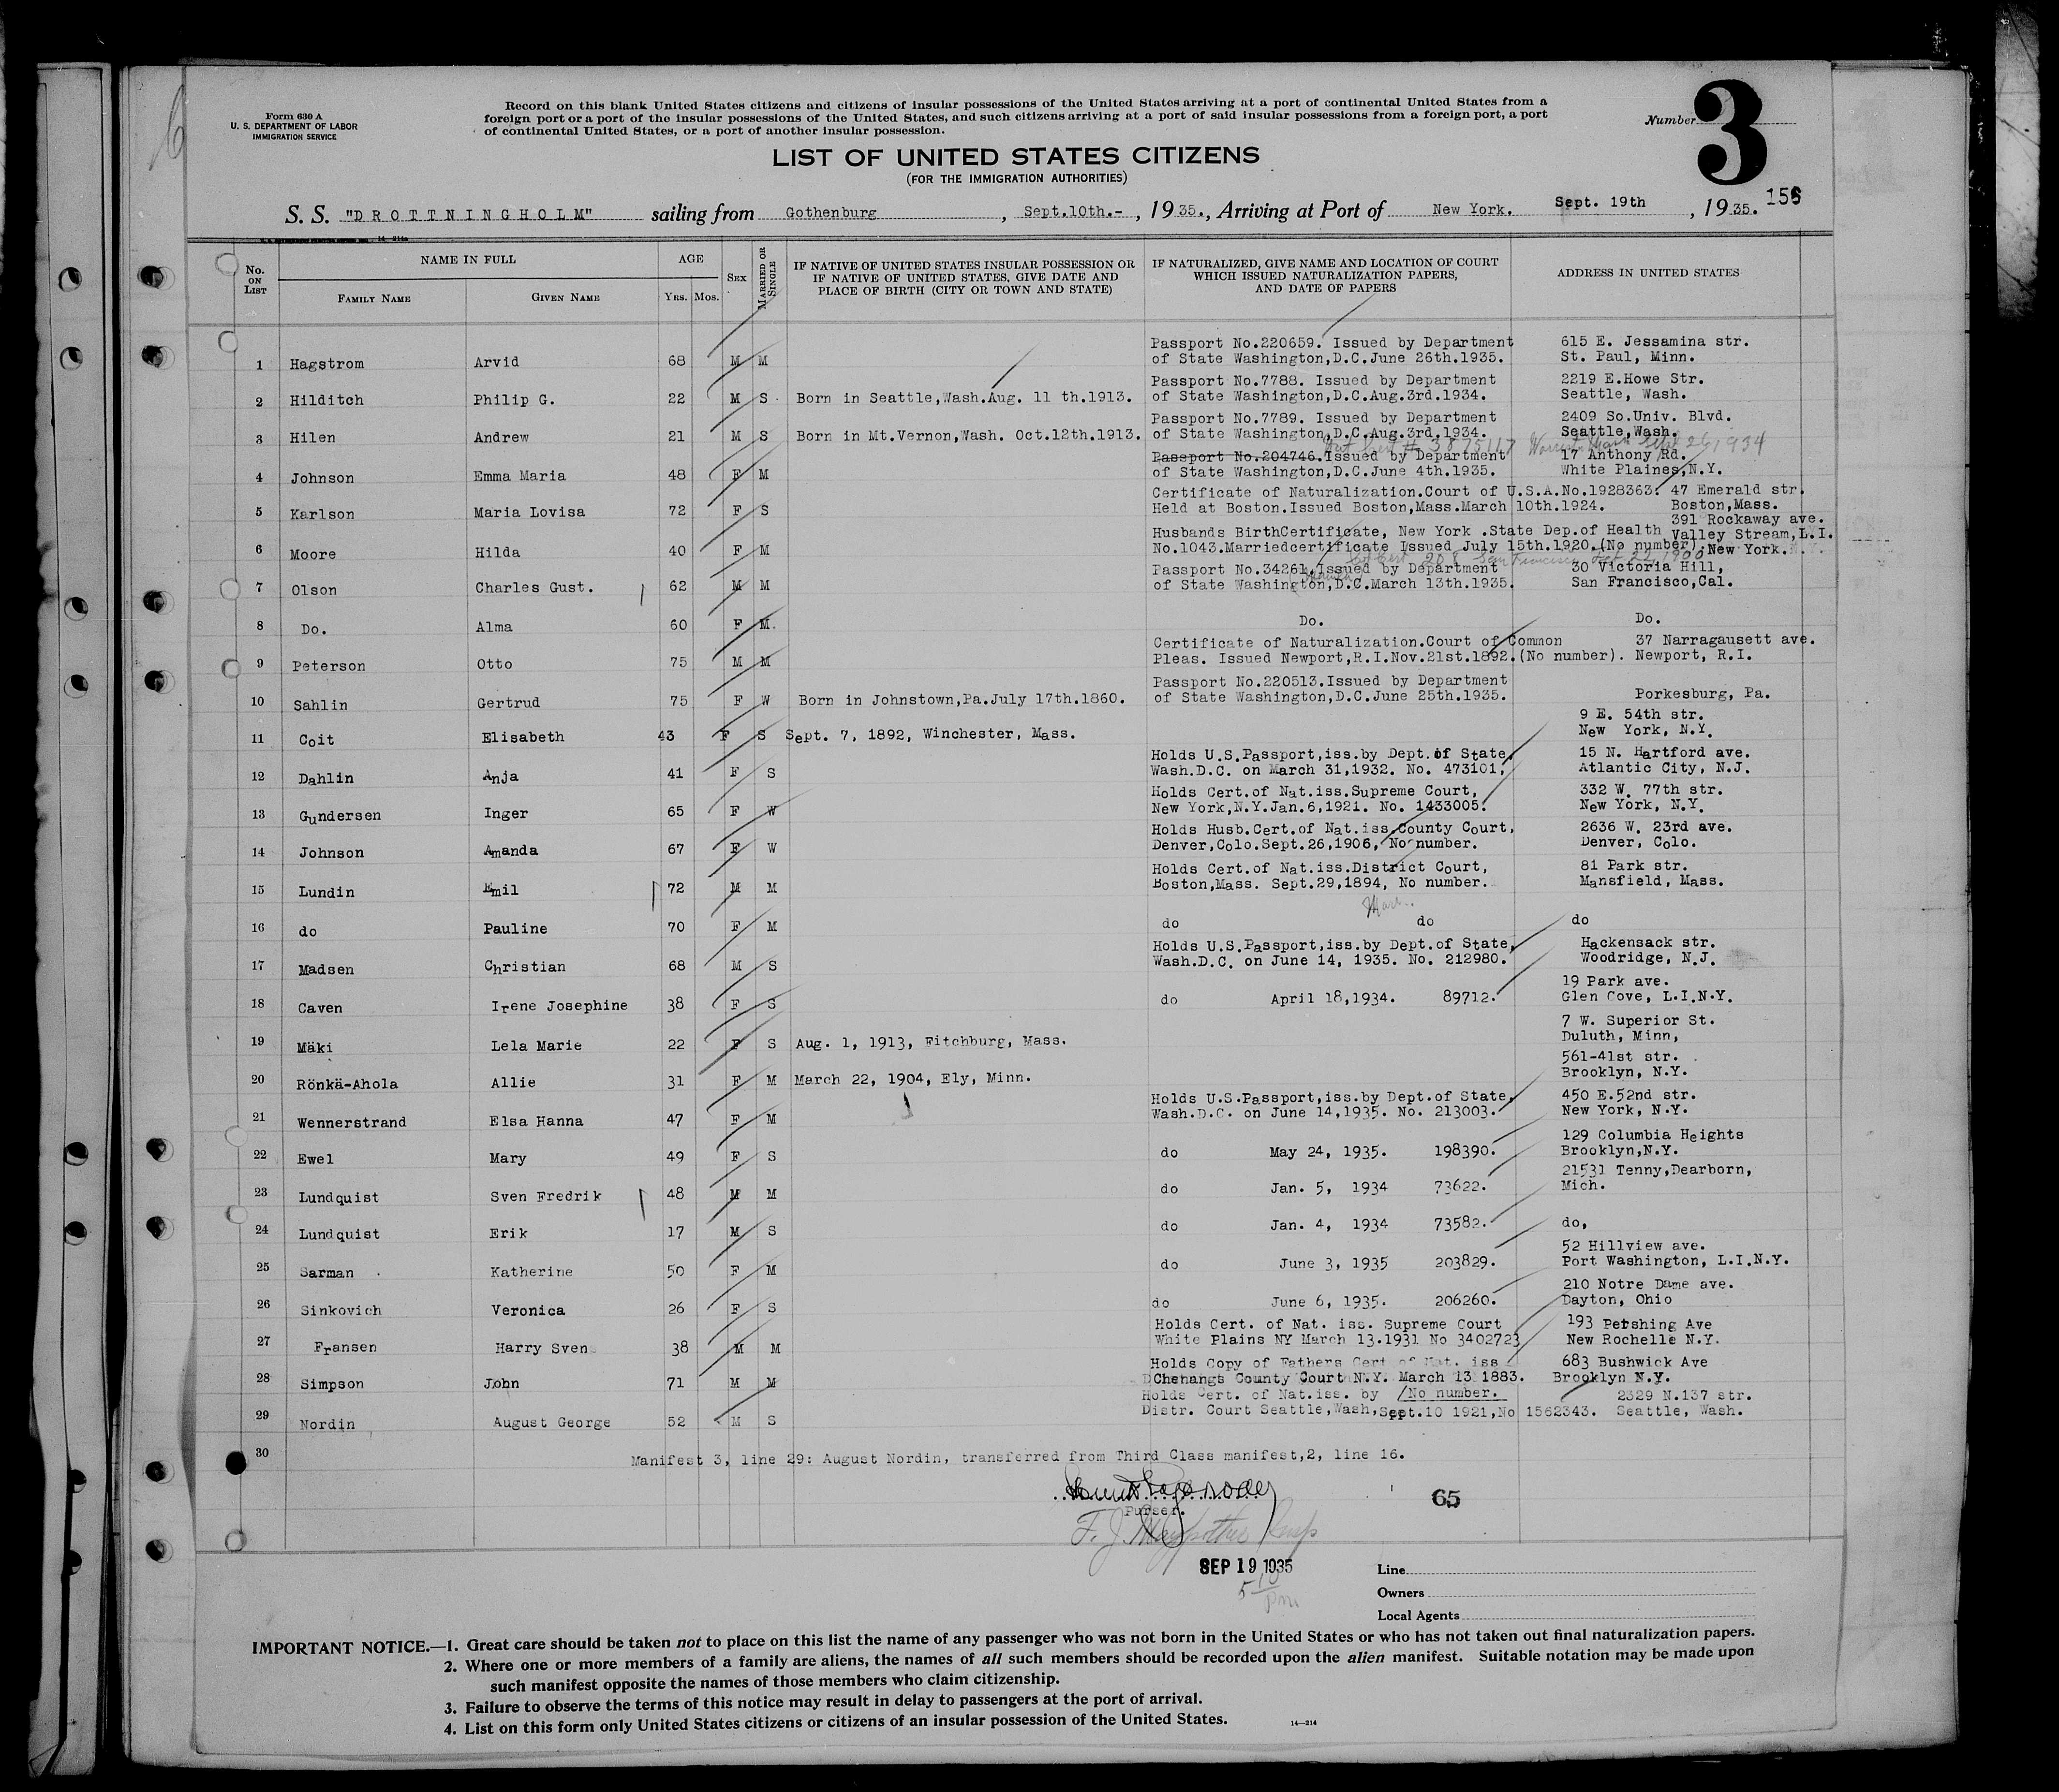 Form 630 A
U. S. DEPARTMENT OF LABOR
IMMIGRATION SERVICE
Record on this blank United States citizens and citizens of insular possessions of the United States arriving at a port of continental United States from a
foreign port or a port of the insular possessions of the United States, and such citizens arriving at a port of said insular possessions from a foreign port, a port
of continental United States, or a port of another insular possession.
Number 3
LIST OF UNITED STATES CITIZENS
(FOR THE IMMIGRATION AUTHORITIES)
156
S. S. "DROTTNINGHOLM" sailing from Gothenburg, Sept.10th.-, 1935., Arriving at Port of New York. Sept. 19th, 1935.
No. ON LIST
NAME IN FULL
FAMILY NAME
GIVEN NAME
AGE
YRS. MOS.
SEX
MARRIED OR SINGLE
IF NATIVE OF UNITED STATES INSULAR POSSESSION OR
IF NATIVE OF UNITED STATES, GIVE DATE AND
PLACE OF BIRTH (CITY OR TOWN AND STATE)
IF NATURALIZED, GIVE NAME AND LOCATION OF COURT
WHICH ISSUED NATURALIZATION PAPERS,
AND DATE OF PAPERS
ADDRESS IN UNITED STATES
Passport No.220659. Issued by Department 615 E. Jessamina str.
1 Hagstrom Arvid 68 M M of State Washington,D.C.June 26th.1935. St. Paul, Minn.
Passport No.7788. Issued by Department 2219 E.Howe Str.
2 Hilditch Philip G. 22 M S Born in Seattle,Wash.Aug. 11 th.1913. of State Washington,D.C.Aug.3rd.1934. Seattle, Wash.
Passport No.7789. Issued by Department 2409 So.Univ. Blvd.
3 Hilen Andrew 21 M S Born in Mt.Vernon,Wash. Oct.12th.1913. of State Washington,D.C.Aug.3rd.1934. Seattle,Wash.
Sept 26, 1934
Passport No.204746.Issued by Department 17 Anthony Rd.
4 Johnson Emma Maria 48 F M of State Washington,D.C.June 4th.1935. White Plaines,N.Y.
Certificate of Naturalization.Court of U.S.A.No.1928363. 47 Emerald str.
5 Karlson Maria Lovisa 72 F S Held at Boston.Issued Boston,Mass.March 10th.1924. Boston,Mass.
391 Rockaway ave.
Husbands BirthCertificate, New York .State Dep.of Health Valley Stream,L.I.
6 Moore Hilda 40 F M No.1043.Marriedcertificate Issued July 15th.1920.(No number).New York.
Passport No.34261,Issued by Department 30 Victoria Hill,
7 Olson Charles Gust. 62 M M of State Washington,D.C.March 13th.1935. San Francisco,Cal.
8 Do. Alma 60 F M. Do. Do.
Certificate of Naturalization.Court of Common 37 Narragausett ave.
9 Peterson Otto 75 M M Pleas. Issued Newport,R.I.Nov.21st.1892.(No number). Newport, R.I.
Passport No.220513.Issued by Department
10 Sahlin Gertrud 75 F W Born in Johnstown,Pa.July 17th.1860. of State Washington,D.C.June 25th.1935. Porkesburg, Pa.
9 E. 54th str.
11 Coit Elisabeth 43 F S Sept. 7, 1892, Winchester, Mass. New York, N.Y.
Holds U.S.Passport,iss.by Dept.of State, 15 N. Hartford ave.
12 Dahlin Anja 41 F S Wash.D.C. on March 31,1932. No. 473101, Atlantic City, N.J.
Holds Cert.of Nat.iss.Supreme Court, 332 W. 77th str.
13 Gundersen Inger 65 F W New York,N.Y.Jan.6,1921. No. 1433005. New York, N.Y.
Holds Husb.Cert.of Nat.iss.County Court, 2636 W. 23rd ave.
14 Johnson Amanda 67 F W Denver,Colo.Sept.26,1906, No number. Denver, Colo.
Holds Cert.of Nat.iss.District Court, 81 Park str.
15 Lundin Emil 72 M M Boston,Mass. Sept.29,1894, No number. Mansfield, Mass.
16 do Pauline 70 F M do do do
Holds U.S.Passport,iss.by Dept.of State, Hackensack str.
17 Madsen Christian 68 M S Wash.D.C. on June 14, 1935. No. 212980. Woodridge, N.J.
19 Park ave.
18 Caven Irene Josephine 38 F S do April 18,1934. 89712. Glen Cove, L.I.N.Y.
7 W. Superior St.
19 Mäki Lela Marie 22 F S Aug. 1, 1913, Fitchburg, Mass. Duluth, Minn,
561-41st str.
20 Rönkä-Ahola Allie 31 F M March 22, 1904, Ely, Minn. Brooklyn, N.Y.
Holds U.S.Passport,iss.by Dept.of State, 450 E.52nd str.
21 Wennerstrand Elsa Hanna 47 F M Wash.D.C. on June 14,1935. No. 213003. New York, N.Y.
129 Columbia Heights
22 Ewel Mary 49 F S do May 24, 1935. 198390. Brooklyn,N.Y.
21531 Tenny,Dearborn,
23 Lundquist Sven Fredrik 48 M M do Jan. 5, 1934 73622. Mich.
24 Lundquist Erik 17 M S do Jan. 4, 1934 73582. do,
52 Hillview ave.
25 Sarman Katherine 50 F M do June 3, 1935 203829. Port Washington, L.I.N.Y.
210 Notre Dame ave.
26 Sinkovich Veronica 26 F S do June 6, 1935. 206260. Dayton, Ohio
Holds Cert. of Nat. iss. Supreme Court 193 Petshing Ave
27 Fransen Harry Sven 38 M M White Plains NY March 13.1931 No 3402723 New Rochelle N.Y.
Holds Copy of Fathers Cert of Nat. iss 683 Bushwick Ave
28 Simpson John 71 M M Chenangs County Court N.Y. March 13 1883. Brooklyn N.Y.
Holds Cert. of Nat.iss. by /No number. 2329 N.137 str.
29 Nordin August George 52 M S Distr. Court Seattle,Wash,Sept.10 1921,No 1562343. Seattle, Wash.
30
Manifest 3, line 29: August Nordin, transferred from Third Class manifest,2, line 16.
65
Purser.
SEP 19 1935
5 10 pm
Line
Owners
Local Agents
IMPORTANT NOTICE.—1. Great care should be taken not to place on this list the name of any passenger who was not born in the United States or who has not taken out final naturalization papers.
2. Where one or more members of a family are aliens, the names of all such members should be recorded upon the alien manifest. Suitable notation may be made upon
such manifest opposite the names of those members who claim citizenship.
3. Failure to observe the terms of this notice may result in delay to passengers at the port of arrival.
4. List on this form only United States citizens or citizens of an insular possession of the United States.
14—214